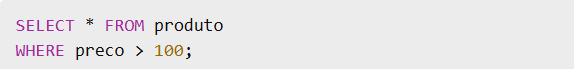 SELECT * FROM produto
WHERE preco > 100;